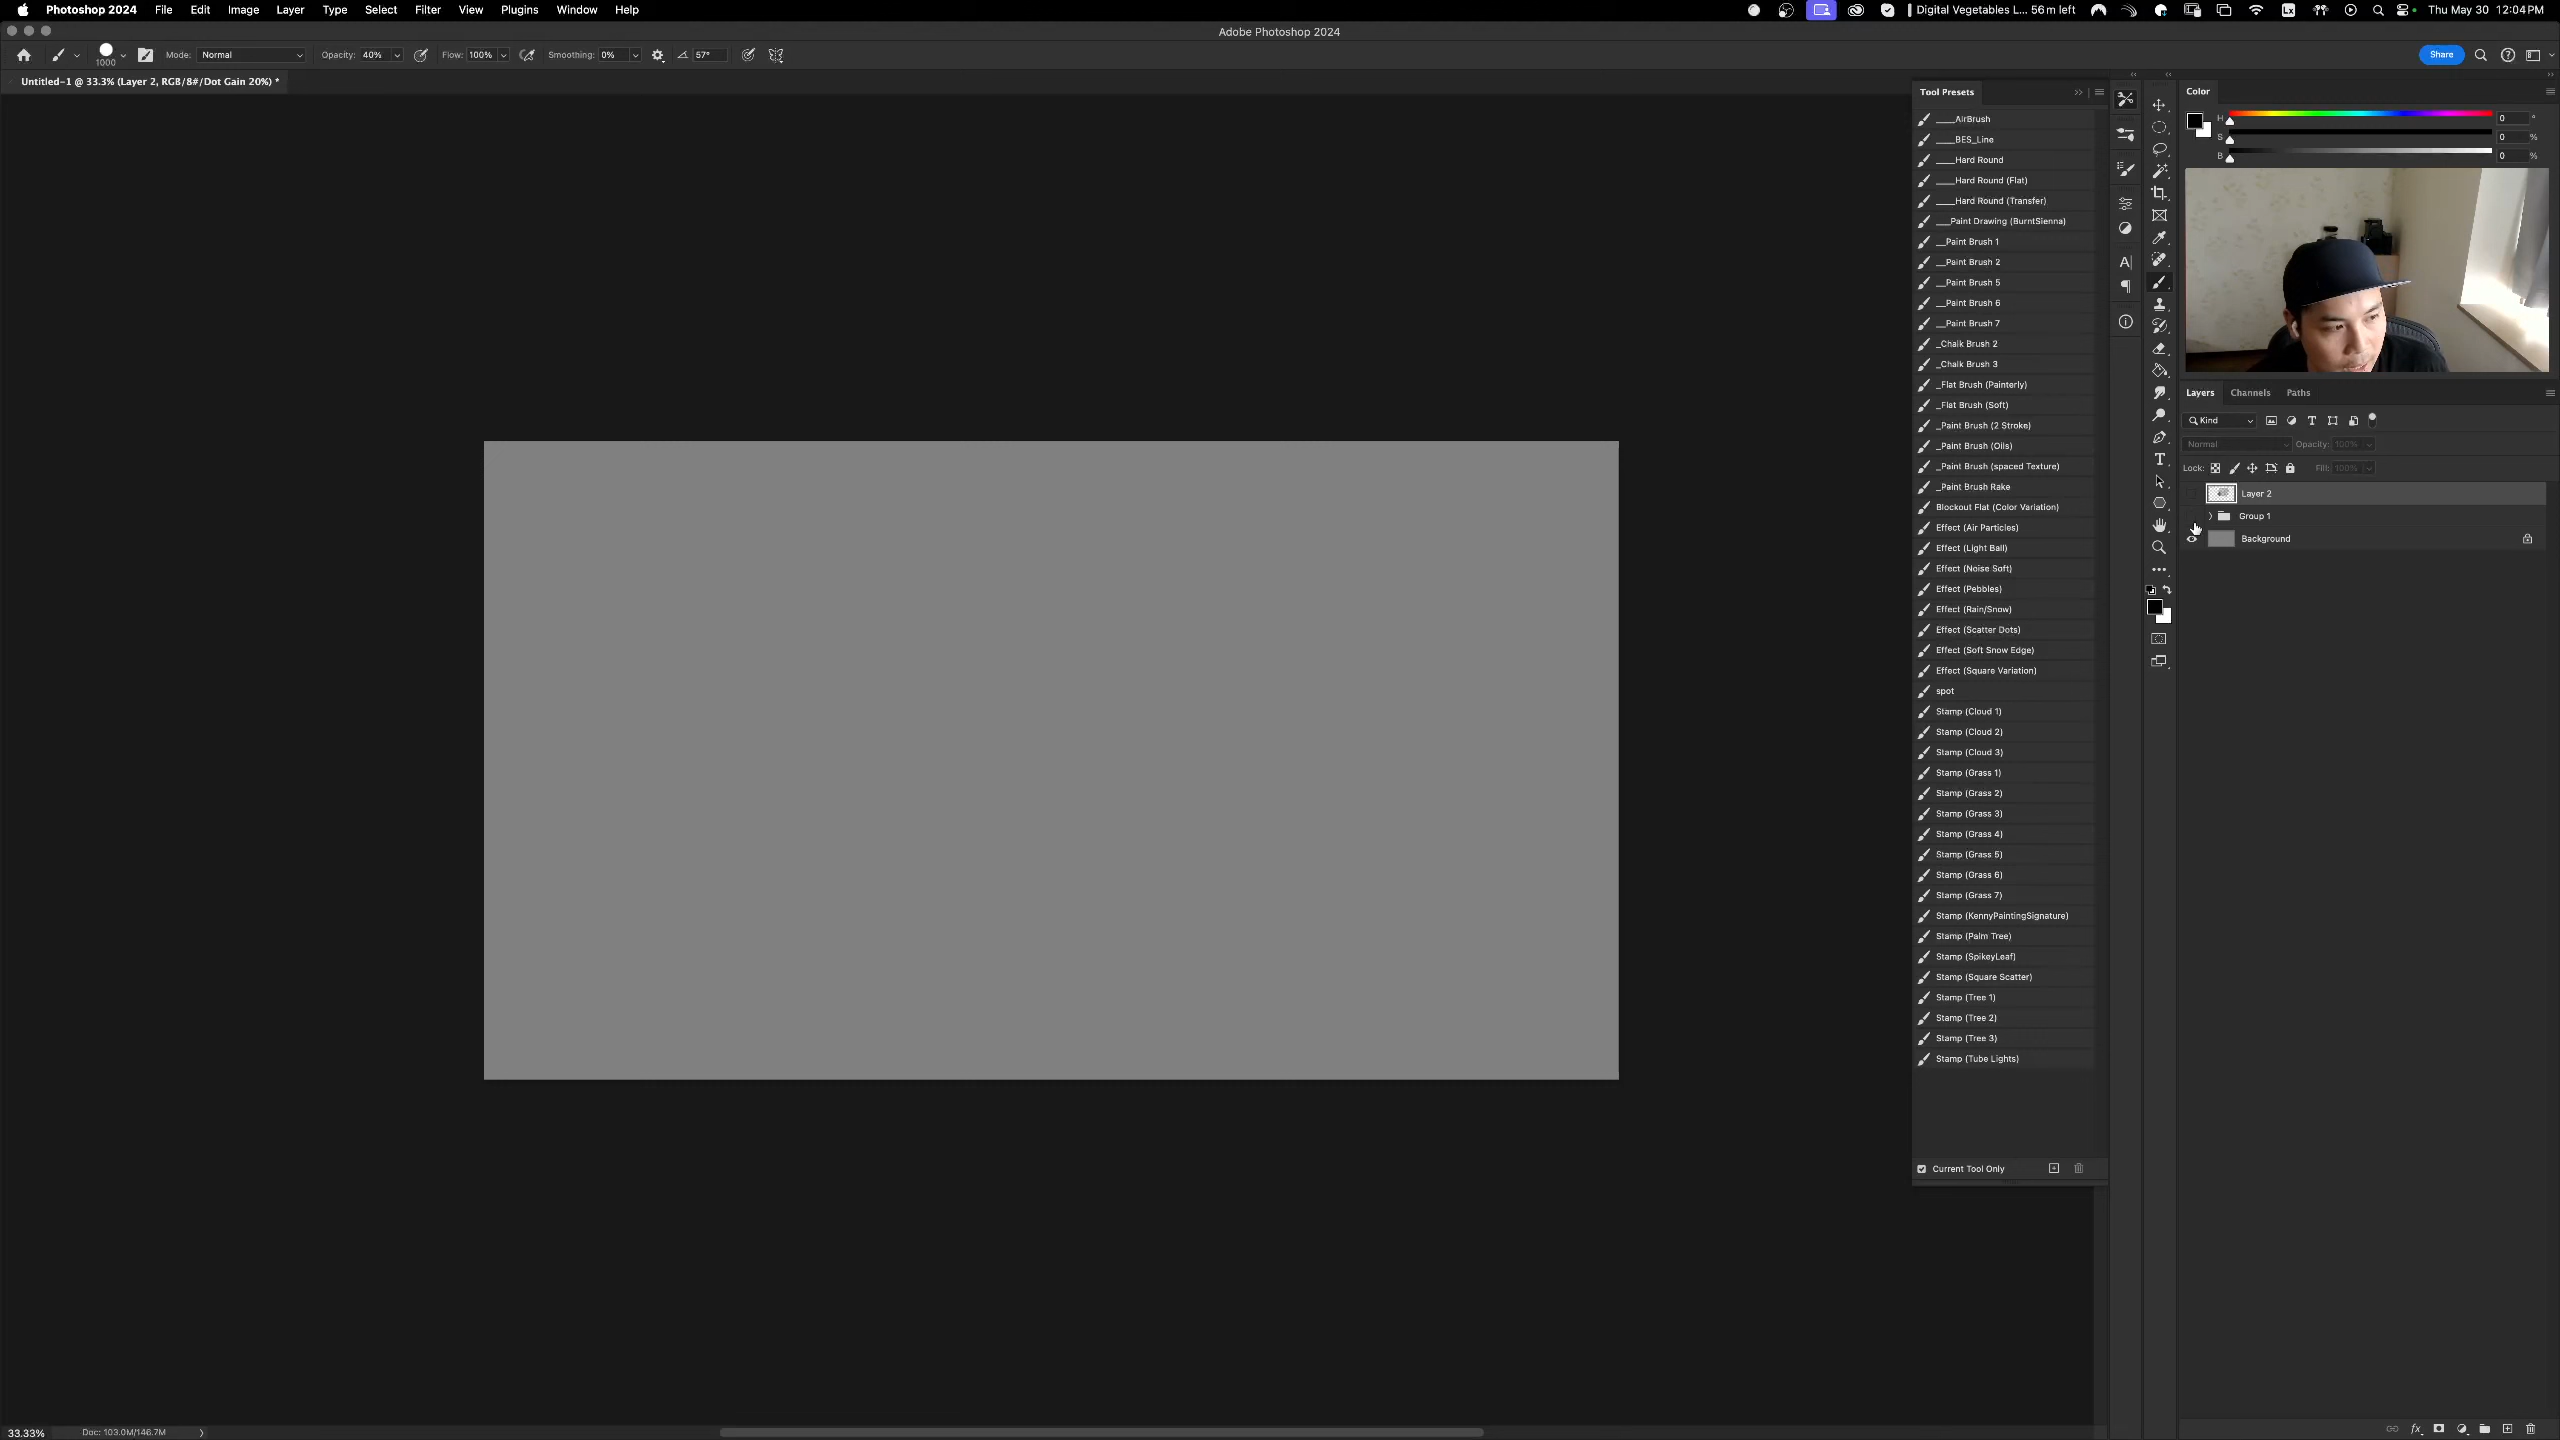 Photoshop 2024 File Edit Image Layer Type Select Filter View Plugins Window Help Digital Vegetables L... 56 m left Thu May 30 12:04 PM
Adobe Photoshop 2024
1000 Mode: Normal Opacity: 40% Flow: 100% Smoothing: 0% 57° Share
Untitled-1 @ 33.3% (Layer 2, RGB/8#/Dot Gain 20%) *
Tool Presets
____AirBrush
____BES_Line
____Hard Round
____Hard Round (Flat)
____Hard Round (Transfer)
___Paint Drawing (BurntSienna)
__Paint Brush 1
__Paint Brush 2
__Paint Brush 5
__Paint Brush 6
__Paint Brush 7
_Chalk Brush 2
_Chalk Brush 3
_Flat Brush (Painterly)
_Flat Brush (Soft)
_Paint Brush (2 Stroke)
_Paint Brush (Oils)
_Paint Brush (spaced Texture)
_Paint Brush Rake
Blockout Flat (Color Variation)
Effect (Air Particles)
Effect (Light Ball)
Effect (Noise Soft)
Effect (Pebbles)
Effect (Rain/Snow)
Effect (Scatter Dots)
Effect (Soft Snow Edge)
Effect (Square Variation)
spot
Stamp (Cloud 1)
Stamp (Cloud 2)
Stamp (Cloud 3)
Stamp (Grass 1)
Stamp (Grass 2)
Stamp (Grass 3)
Stamp (Grass 4)
Stamp (Grass 5)
Stamp (Grass 6)
Stamp (Grass 7)
Stamp (KennyPaintingSignature)
Stamp (Palm Tree)
Stamp (SpikeyLeaf)
Stamp (Square Scatter)
Stamp (Tree 1)
Stamp (Tree 2)
Stamp (Tree 3)
Stamp (Tube Lights)
Current Tool Only
Color
H 0 °
S 0 %
B 0 %
Layers Channels Paths
Kind
Normal Opacity: 100%
Lock: Fill: 100%
Layer 2
Group 1
Background
33.33% Doc: 103.0M/146.7M